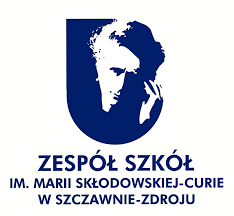 ZESPÓŁ SZKÓŁ
IM. MARII SKŁODOWSKIEJ-CURIE
W SZCZAWNIE-ZDROJU